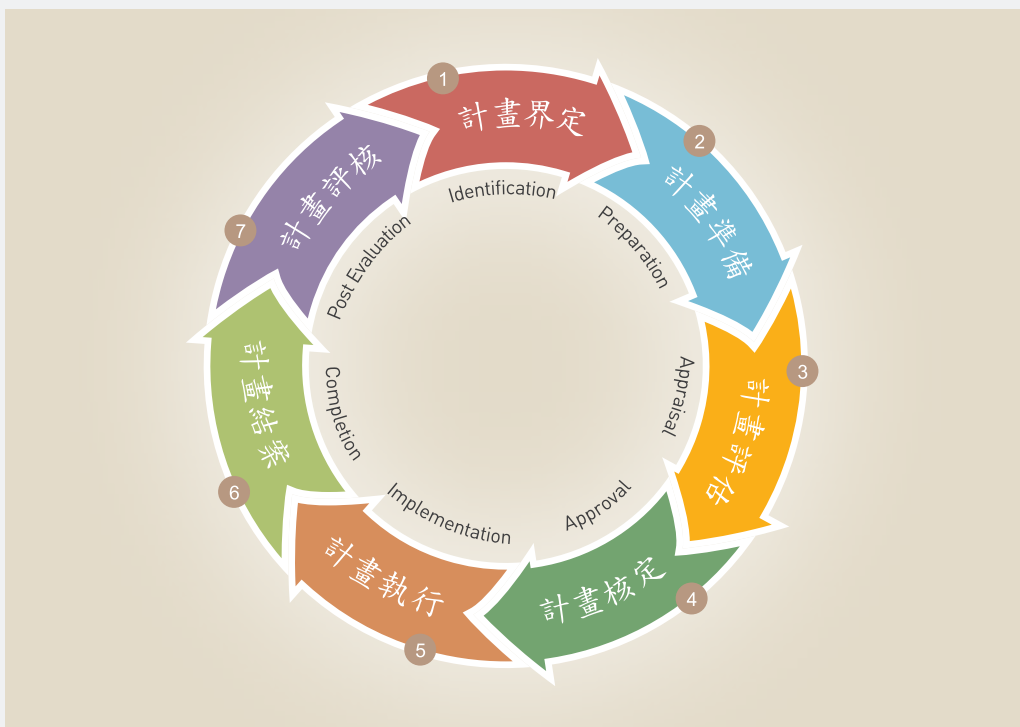 1
計畫界定
Identification
2
計畫準備
Preparation
3
計畫評估
Appraisal
4
計畫核定
Approval
5
計畫執行
Implementation
6
計畫結案
Completion
7
計畫評核
Post Evaluation